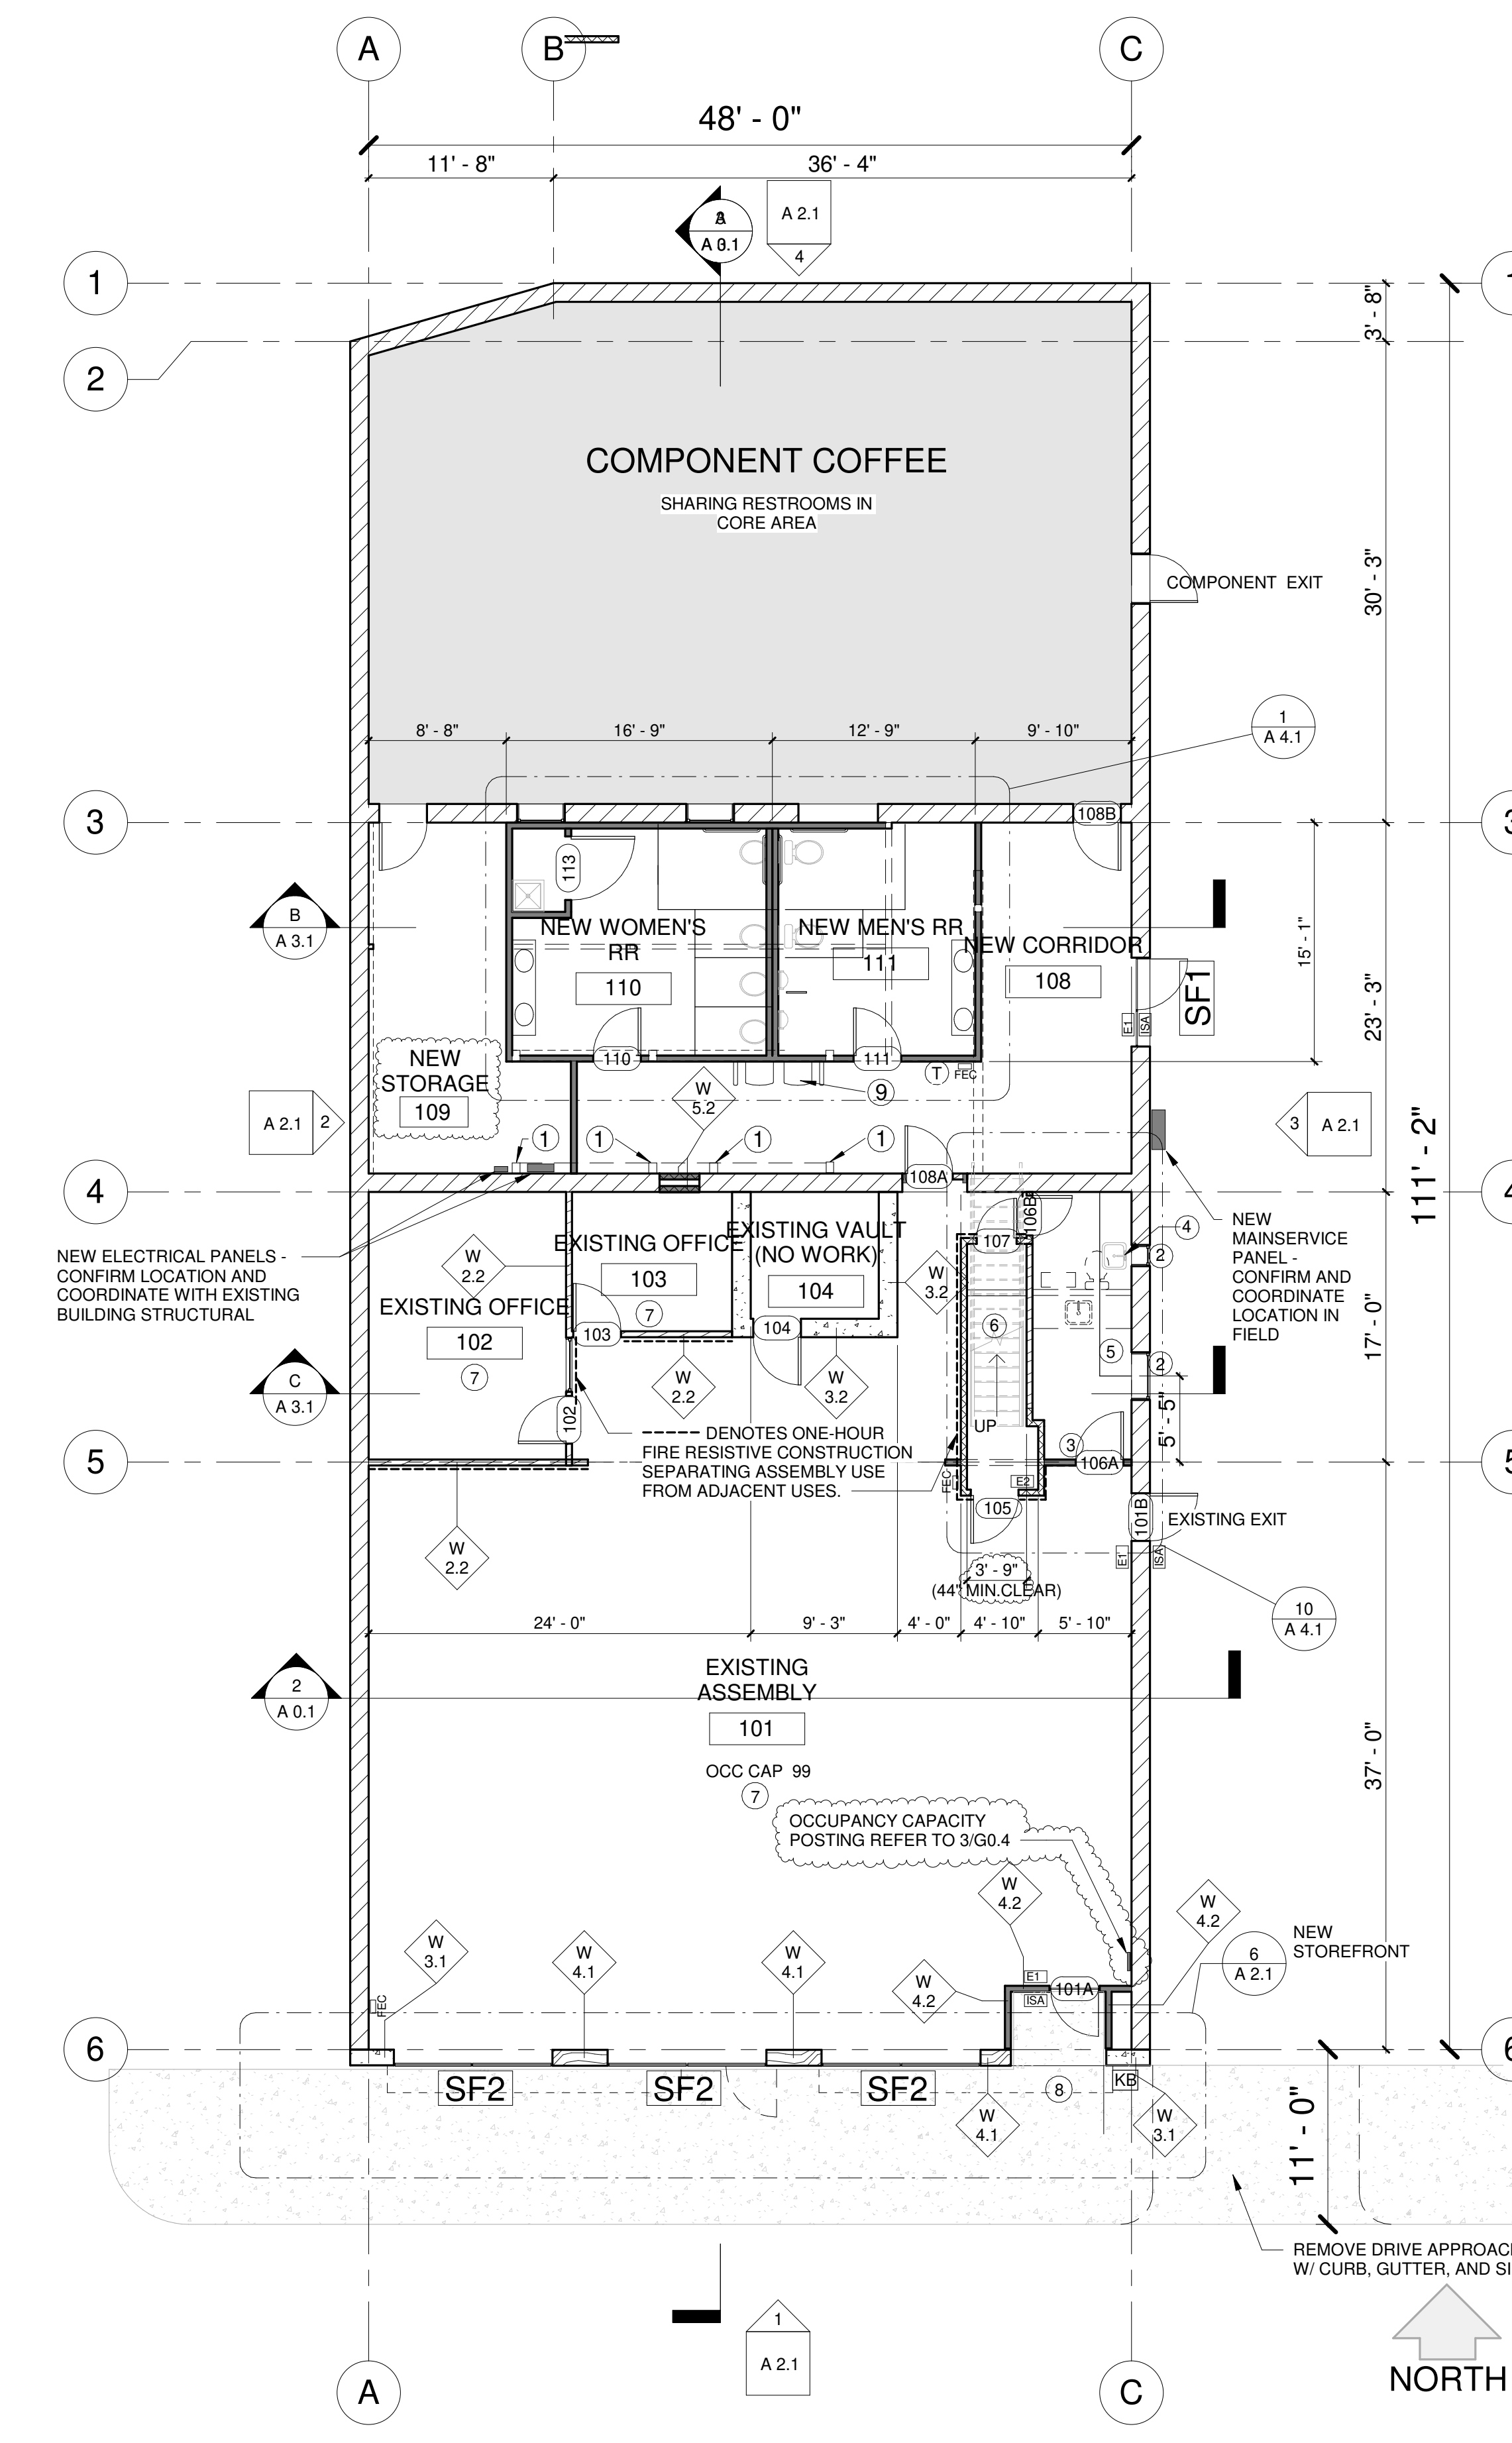 A
B
C
48' - 0"
11' - 8"
36' - 4"
A 2.1
4
1
3' - 8"
2
COMPONENT COFFEE
SHARING RESTROOMS IN
CORE AREA
30' - 3"
COMPONENT  EXIT
1
A 4.1
8' - 8"
16' - 9"
12' - 9"
9' - 10"
3
108B
113
B
A 3.1
NEW WOMEN'S
RR
110
NEW MEN'S RR
111
NEW CORRIDOR
108
15' - 1"
23' - 3"
SF1
E1
ISA
NEW
STORAGE
109
110
111
T
FEC
9
W
5.2
A 2.1
2
3
A 2.1
111' - 2"
1
1
1
1
108A
4
4
NEW ELECTRICAL PANELS -
CONFIRM LOCATION AND
COORDINATE WITH EXISTING
BUILDING STRUCTURAL
W
2.2
EXISTING OFFICE
103
7
EXISTING VAULT
(NO WORK)
104
W
3.2
107
106B
4
2
NEW
MAINSERVICE
PANEL -
CONFIRM AND
COORDINATE
LOCATION IN
FIELD
EXISTING OFFICE
102
7
103
104
6
5
2
17' - 0"
C
A 3.1
W
2.2
W
3.2
102
UP
5' - 5"
DENOTES ONE-HOUR
FIRE RESISTIVE CONSTRUCTION
SEPARATING ASSEMBLY USE
FROM ADJACENT USES.
3
106A
5
FEC
E2
105
101B
EXISTING EXIT
W
2.2
E1
ISA
3' - 9"
(44" MIN.CLEAR)
10
A 4.1
24' - 0"
9' - 3"
4' - 0"
4' - 10"
5' - 10"
2
A 0.1
EXISTING
ASSEMBLY
101
OCC CAP  99
7
37' - 0"
OCCUPANCY CAPACITY
POSTING REFER TO 3/G0.4
W
4.2
W
4.2
NEW
STOREFRONT
6
A 2.1
W
3.1
W
4.1
W
4.1
W
4.2
E1
ISA
101A
FEC
6
SF2
SF2
SF2
8
KB
W
4.1
W
3.1
11' - 0"
REMOVE DRIVE APPROAC
W/ CURB, GUTTER, AND SI
1
A 2.1
A
C
NORTH